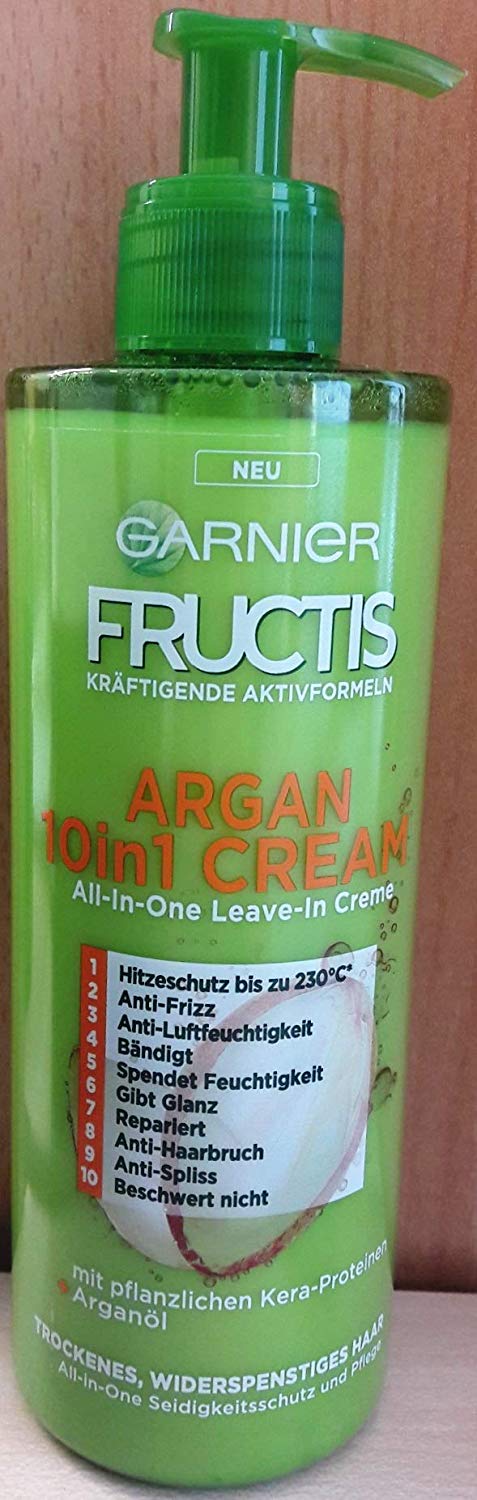 NEU
GARNIER
FRUCTIS
KRÄFTIGENDE AKTIVFORMELN
ARGAN
10in1 CREAM
All-In-One Leave-In Creme
1 Hitzeschutz bis zu 230°C*
2 Anti-Frizz
3 Anti-Luftfeuchtigkeit
4 Bändigt
5 Spendet Feuchtigkeit
6 Gibt Glanz
7 Repariert
8 Anti-Haarbruch
9 Anti-Spliss
10 Beschwert nicht
mit pflanzlichen Kera-Proteinen
+ Arganöl
TROCKENES, WIDERSPENSTIGES HAAR
All-In-One Seidigkeitsschutz und Pflege